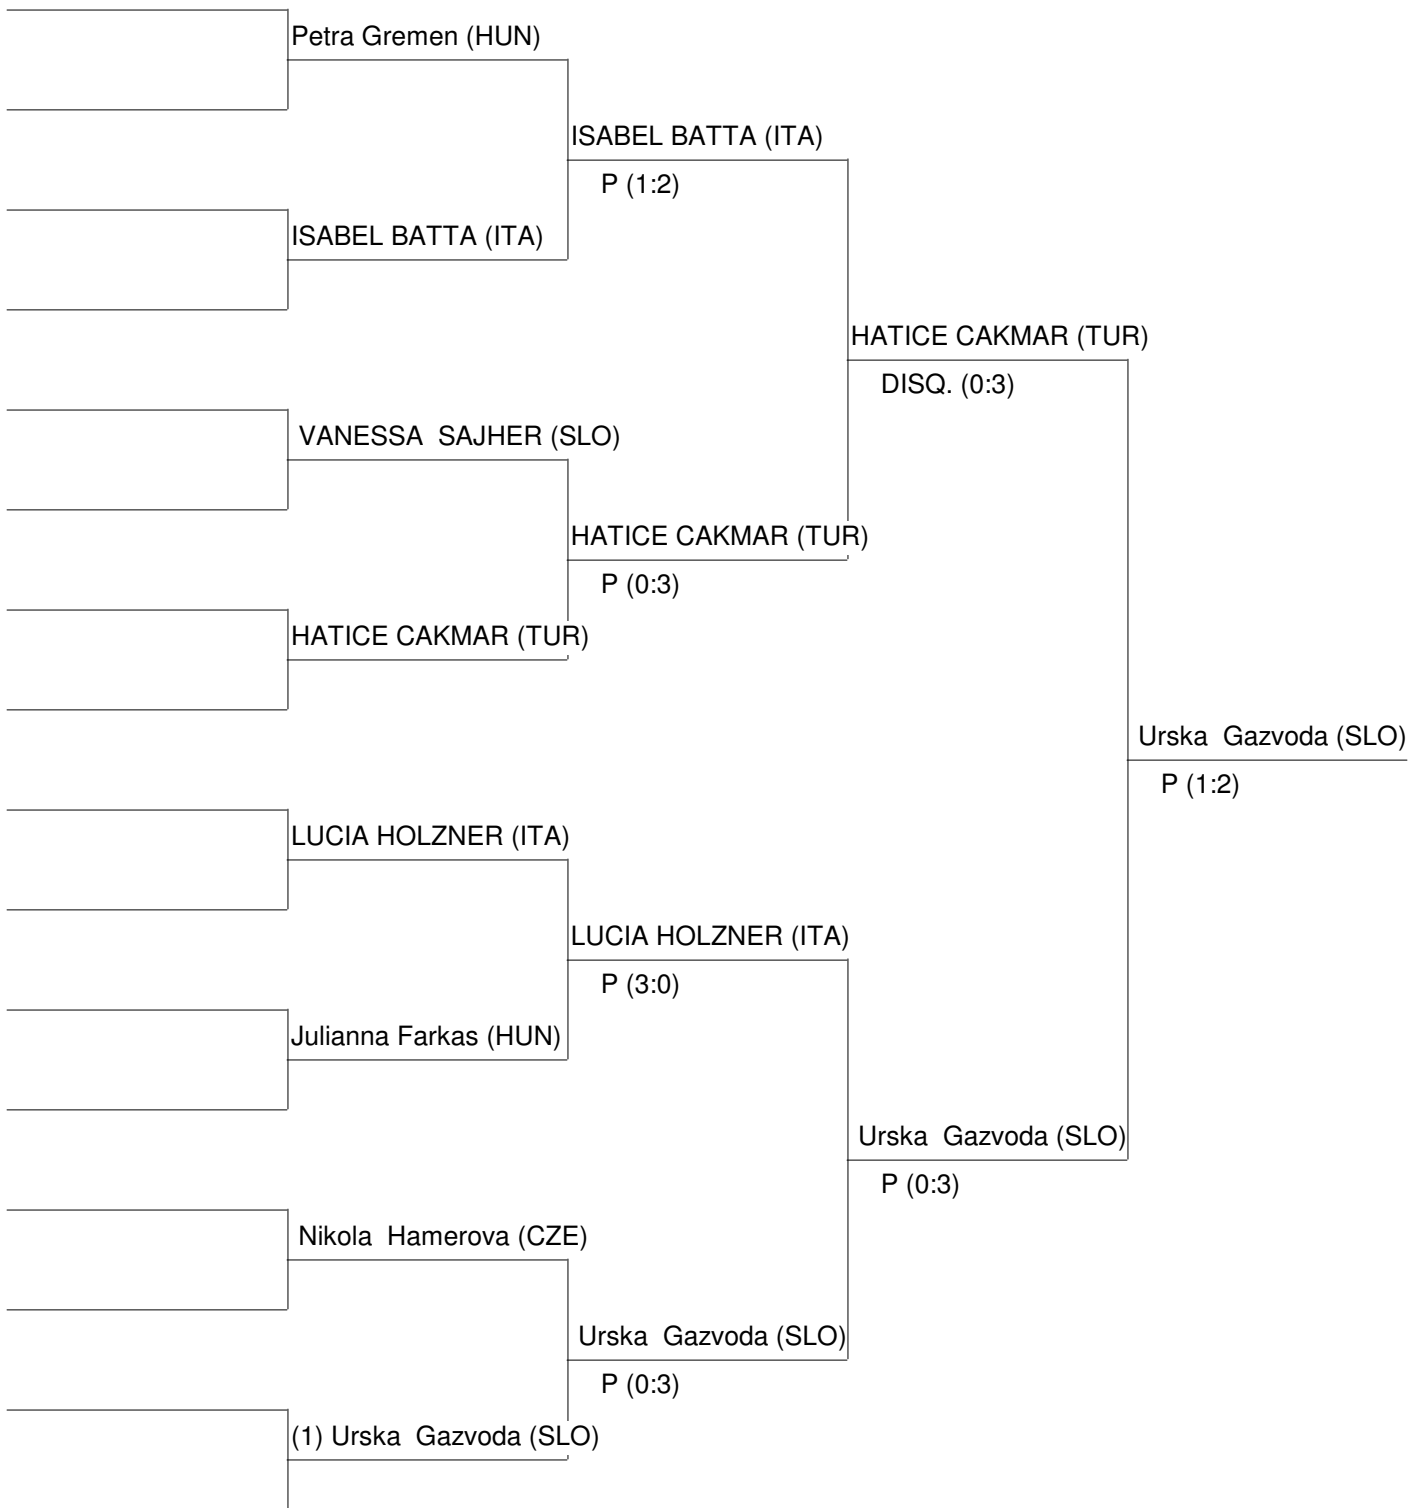 Petra Gremen (HUN)
ISABEL BATTA (ITA)
P (1:2)
ISABEL BATTA (ITA)
HATICE CAKMAR (TUR)
DISQ. (0:3)
VANESSA  SAJHER (SLO)
HATICE CAKMAR (TUR)
P (0:3)
HATICE CAKMAR (TUR)
Urska  Gazvoda (SLO)
P (1:2)
LUCIA HOLZNER (ITA)
LUCIA HOLZNER (ITA)
P (3:0)
Julianna Farkas (HUN)
Urska  Gazvoda (SLO)
P (0:3)
Nikola  Hamerova (CZE)
Urska  Gazvoda (SLO)
P (0:3)
(1) Urska  Gazvoda (SLO)